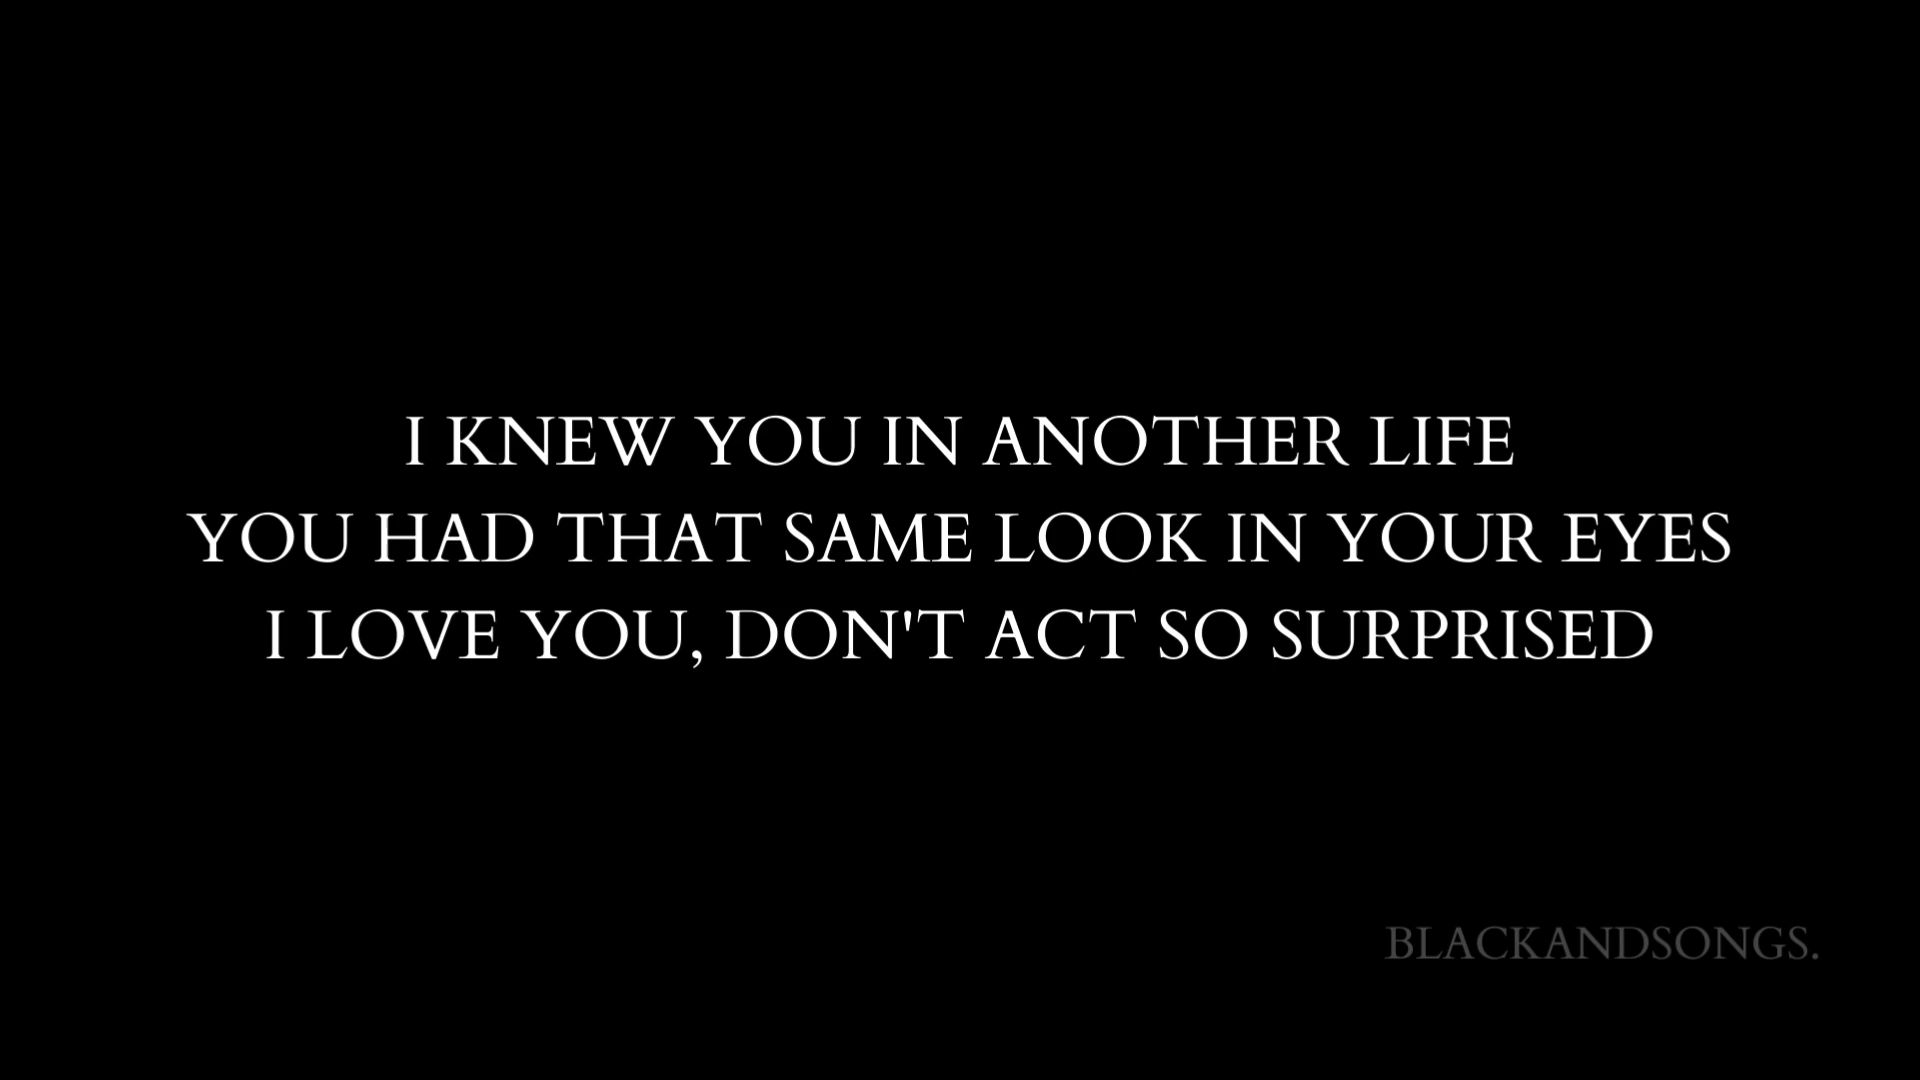 I KNEW YOU IN ANOTHER LIFE
YOU HAD THAT SAME LOOK IN YOUR EYES
I LOVE YOU, DON'T ACT SO SURPRISED
BLACKANDSONGS.